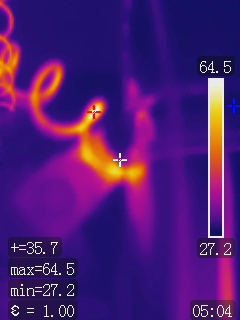 64.5
27.2
+=35.7
max=64.5
min=27.2
ε = 1.00
05:04